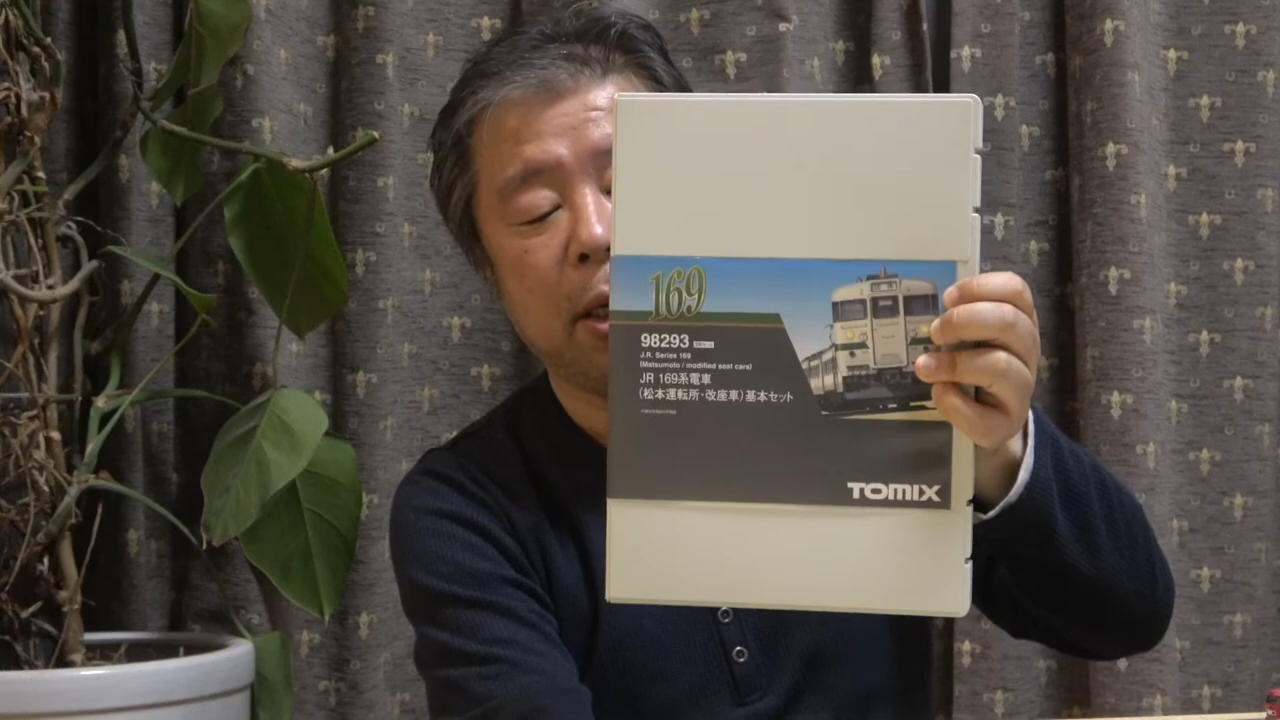 169
98293
J.R. Series 169
(Matsumoto / modified seat cars)
JR 169系電車
(松本運転所・改座車)基本セット
TOMIX